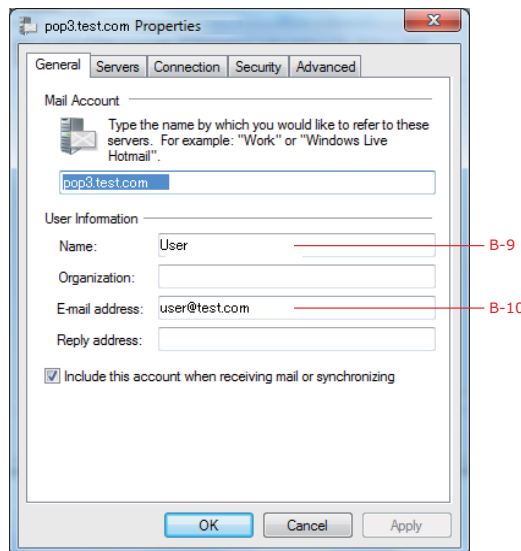 pop3.test.com Properties
General Servers Connection Security Advanced
Mail Account
Type the name by which you would like to refer to these
servers. For example: "Work" or "Windows Live
Hotmail".
pop3.test.com
User Information
Name: User B-9
Organization:
E-mail address: user@test.com B-10
Reply address:
Include this account when receiving mail or synchronizing
OK Cancel Apply